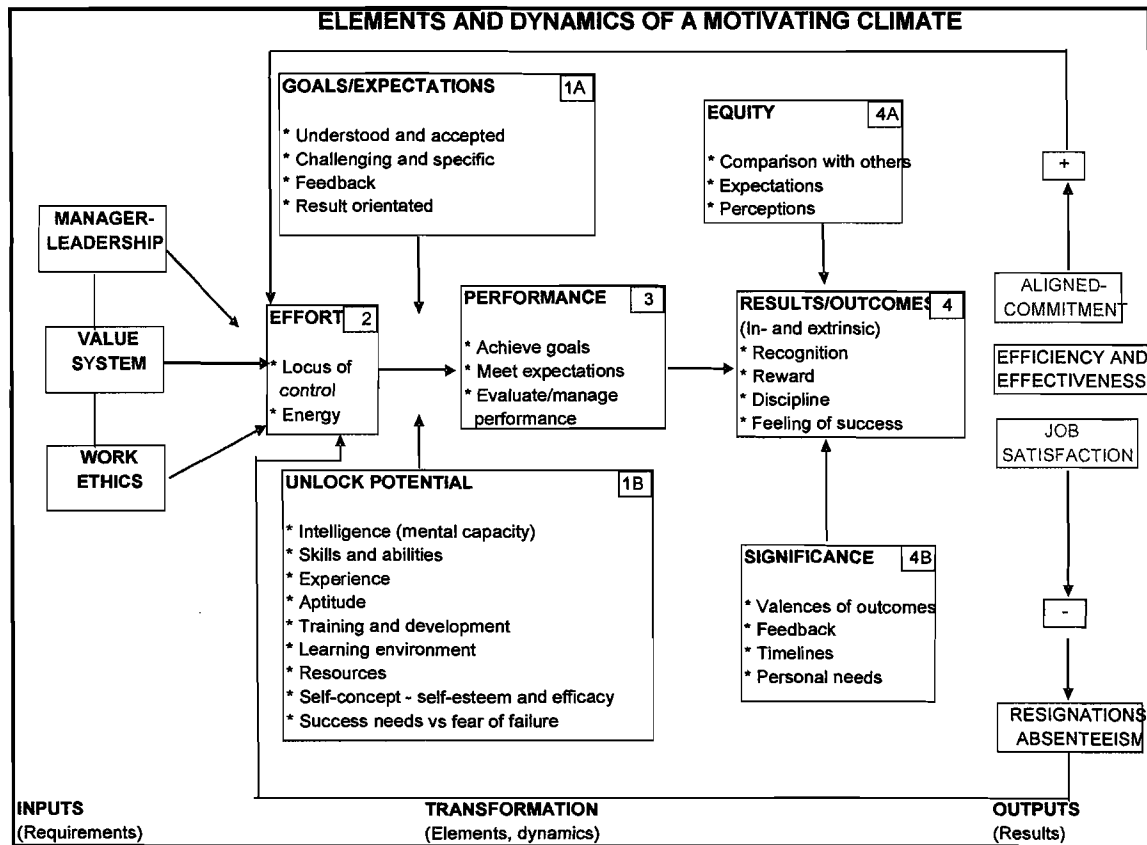 ELEMENTS AND DYNAMICS OF A MOTIVATING CLIMATE
GOALS/EXPECTATIONS
1A
* Understood and accepted
* Challenging and specific
* Feedback
* Result orientated
EQUITY
4A
* Comparison with others
* Expectations
* Perceptions
+
MANAGER-
LEADERSHIP
VALUE
SYSTEM
WORK
ETHICS
EFFORT
2
* Locus of
control
* Energy
PERFORMANCE
3
* Achieve goals
* Meet expectations
* Evaluate/manage
performance
RESULTS/OUTCOMES
4
(In- and extrinsic)
* Recognition
* Reward
* Discipline
* Feeling of success
ALIGNED-
COMMITMENT
EFFICIENCY AND
EFFECTIVENESS
JOB
SATISFACTION
UNLOCK POTENTIAL
1B
* Intelligence (mental capacity)
* Skills and abilities
* Experience
* Aptitude
* Training and development
* Learning environment
* Resources
* Self-concept - self-esteem and efficacy
* Success needs vs fear of failure
SIGNIFICANCE
4B
* Valences of outcomes
* Feedback
* Timelines
* Personal needs
-
RESIGNATIONS
ABSENTEEISM
INPUTS
(Requirements)
TRANSFORMATION
(Elements, dynamics)
OUTPUTS
(Results)